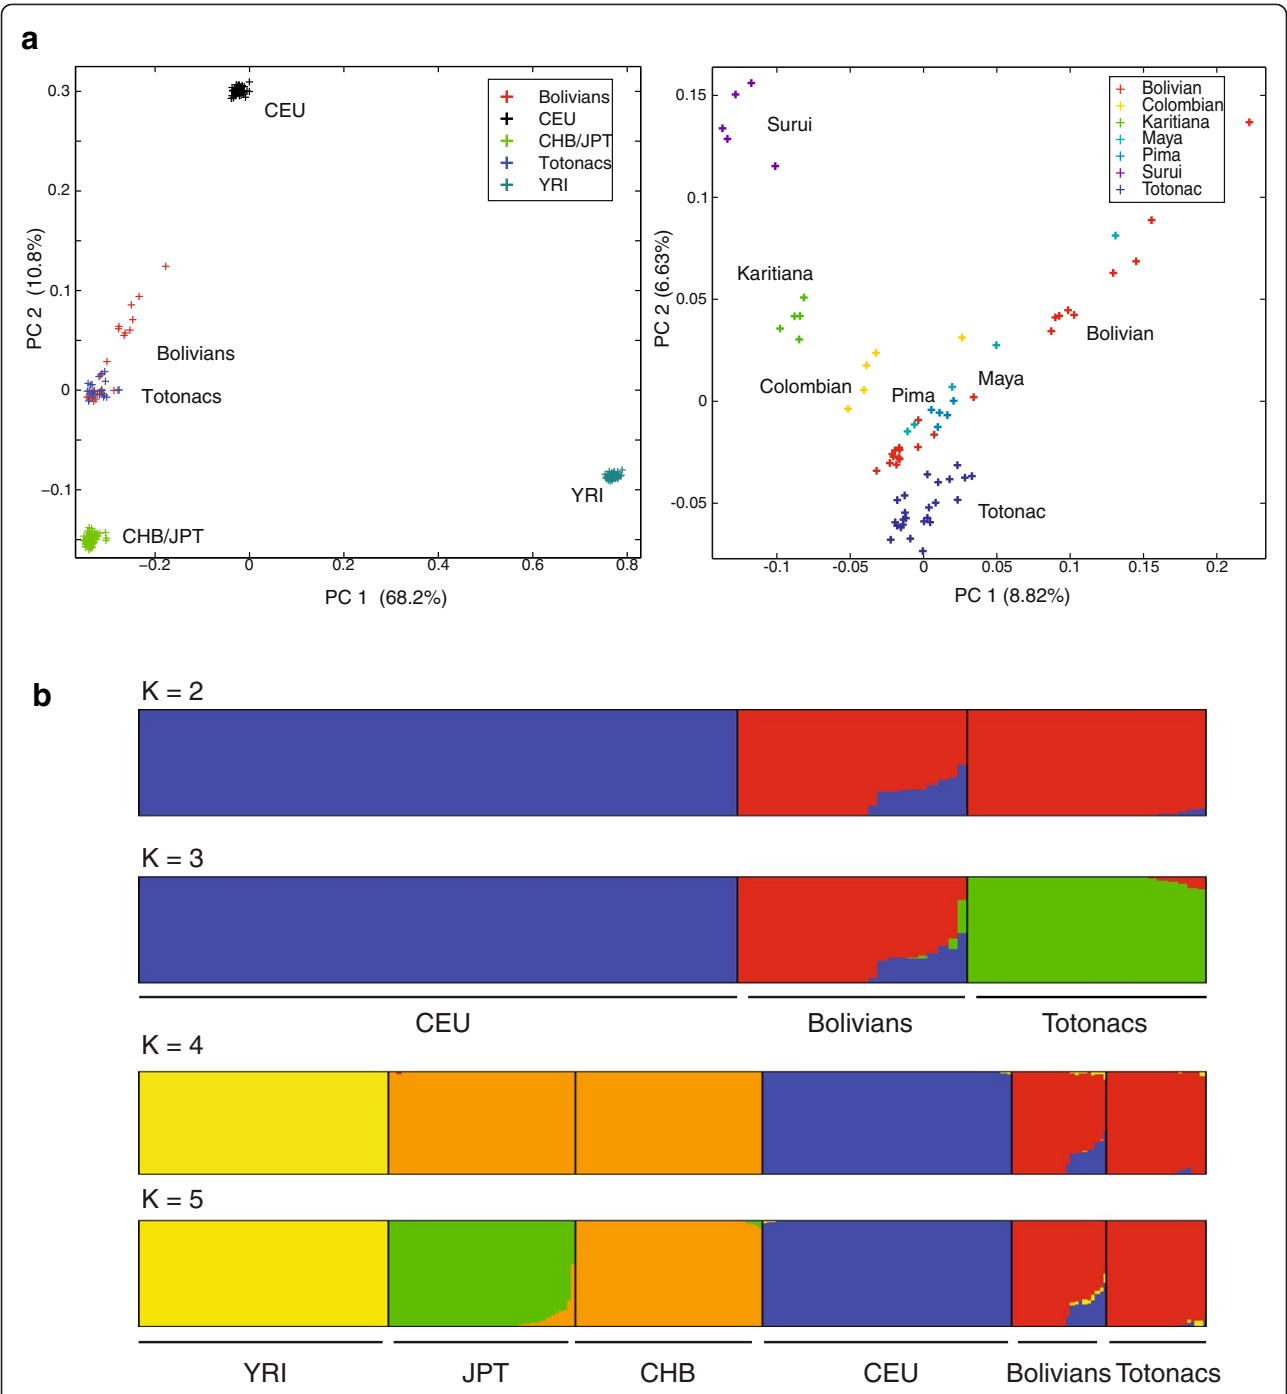 a
0.3
0.2
0.1
0
−0.1
PC 2 (10.8%)
−0.2
0
0.2
0.4
0.6
0.8
PC 1 (68.2%)
CEU
Bolivians
Totonacs
CHB/JPT
YRI
Bolivians
CEU
CHB/JPT
Totonacs
YRI
0.15
0.1
0.05
0
-0.05
PC 2 (6.63%)
-0.1
-0.05
0
0.05
0.1
0.15
0.2
PC 1 (8.82%)
Surui
Karitiana
Colombian
Pima
Maya
Bolivian
Totonac
Bolivian
Colombian
Karitiana
Maya
Pima
Surui
Totonac
b
K = 2
K = 3
CEU Bolivians Totonacs
K = 4
K = 5
YRI JPT CHB CEU Bolivians Totonacs